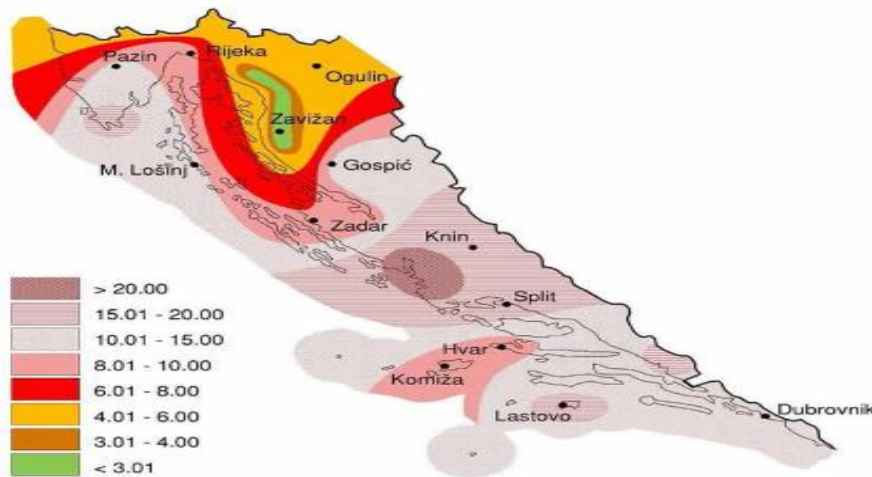 Rijeka
Pazin
Ogulin
Zavižan
M. Lošinj
Gospić
Zadar
Knin
Split
Hvar
Komiža
Lastovo
Dubrovnik
> 20.00
15.01 - 20.00
10.01 - 15.00
8.01 - 10.00
6.01 - 8.00
4.01 - 6.00
3.01 - 4.00
< 3.01